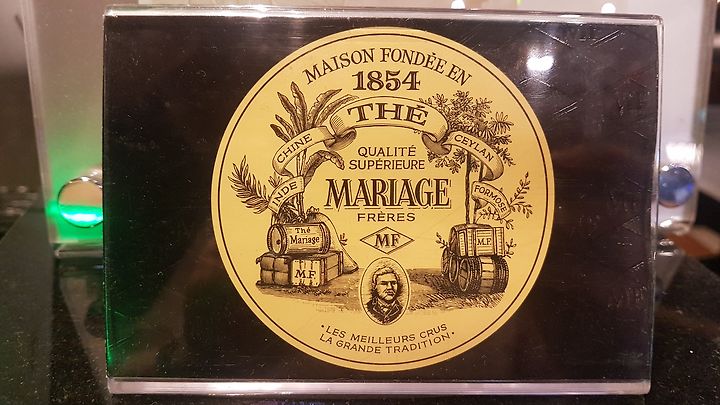 MAISON FONDÉE EN
1854
THÉ
CHINE
CEYLAN
INDE
FORMOSE
QUALITÉ
SUPÉRIEURE
MARIAGE
FRÈRES
MF
Thé
Mariage
M.F
M.F
•LES MEILLEURS CRUS
LA GRANDE TRADITION•